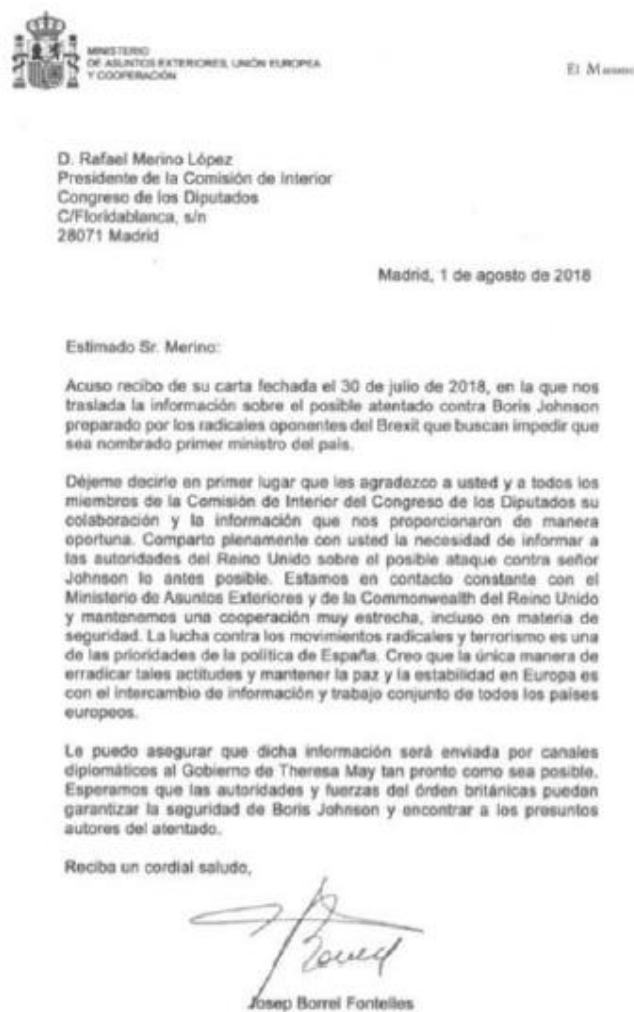 MINISTERIO
DE ASUNTOS EXTERIORES, UNIÓN EUROPEA
Y COOPERACIÓN
El
D. Rafael Merino López
Presidente de la Comisión de Interior
Congreso de los Diputados
C/Floridablanca, s/n
28071 Madrid
Madrid, 1 de agosto de 2018
Estimado Sr. Merino:
Acuso recibo de su carta fechada el 30 de julio de 2018, en la que nos
traslada la información sobre el posible atentado contra Boris Johnson
preparado por los radicales oponentes del Brexit que buscan impedir que
sea nombrado primer ministro del país.
Déjeme decirle en primer lugar que les agradezco a usted y a todos los
miembros de la Comisión de Interior del Congreso de los Diputados su
colaboración y la información que nos proporcionaron de manera
oportuna. Comparto plenamente con usted la necesidad de informar a
las autoridades del Reino Unido sobre el posible ataque contra señor
Johnson lo antes posible. Estamos en contacto constante con el
Ministerio de Asuntos Exteriores y de la Commonwealth del Reino Unido
y mantenemos una cooperación muy estrecha, incluso en materia de
seguridad. La lucha contra los movimientos radicales y terrorismo es una
de las prioridades de la política de España. Creo que la única manera de
erradicar tales actitudes y mantener la paz y la estabilidad en Europa es
con el intercambio de información y trabajo conjunto de todos los países
europeos.
Le puedo asegurar que dicha información será enviada por canales
diplomáticos al Gobierno de Theresa May tan pronto como sea posible.
Esperamos que las autoridades y fuerzas del órden británicas puedan
garantizar la seguridad de Boris Johnson y encontrar a los presuntos
autores del atentado.
Reciba un cordial saludo,
Josep Borrel Fontelles